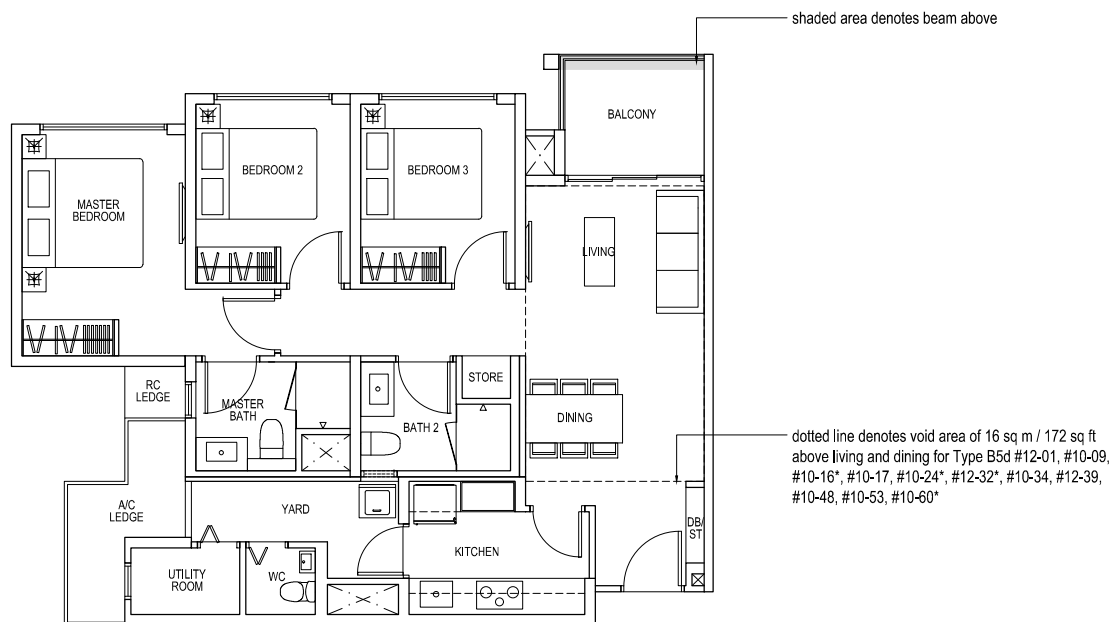 shaded area denotes beam above
BALCONY
BEDROOM 2
BEDROOM 3
MASTER
BEDROOM
LIVING
RC
LEDGE
MASTER
BATH
STORE
BATH 2
DINING
dotted line denotes void area of 16 sq m / 172 sq ft
above living and dining for Type B5d #12-01, #10-09,
#10-16*, #10-17, #10-24*, #12-32*, #10-34, #12-39,
#10-48, #10-53, #10-60*
A/C
LEDGE
YARD
DB/
ST
KITCHEN
UTILITY
ROOM
WC